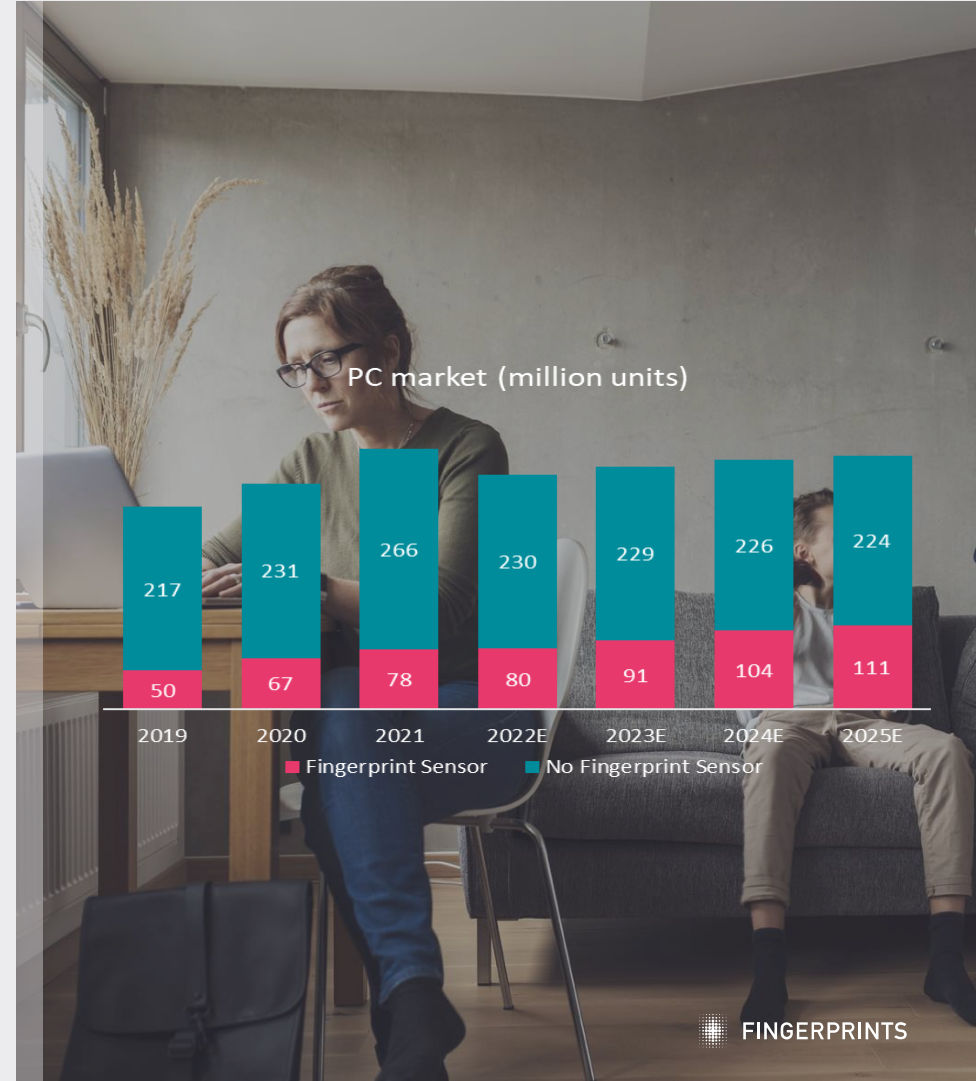 PC market (million units)
217 231 266 230 229 226 224
50 67 78 80 91 104 111
2019 2020 2021 2022E 2023E 2024E 2025E
Fingerprint Sensor No Fingerprint Sensor
FINGERPRINTS